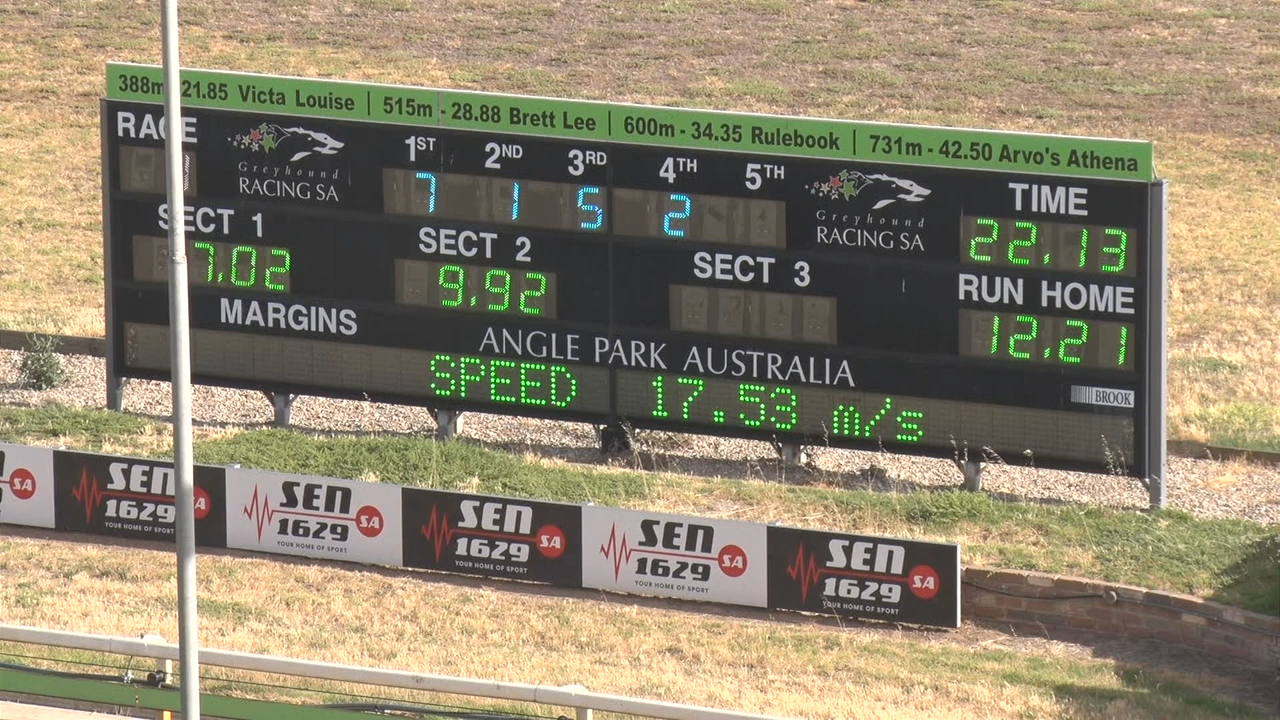 388m 21.85 Victa Louise | 515m - 28.88 Brett Lee | 600m - 34.35 Rulebook | 731m - 42.50 Arvo's Athena
RACE
Greyhound
RACING SA
1ST 2ND 3RD 4TH 5TH
7 1 5 2
Greyhound
RACING SA
TIME
22.13
SECT 1
7.02
SECT 2
9.92
SECT 3
RUN HOME
12.21
MARGINS
ANGLE PARK AUSTRALIA
SPEED 17.53 m/s
BROOK
SA
SEN
1629 SA
YOUR HOME OF SPORT
SEN
1629 SA
YOUR HOME OF SPORT
SEN
1629 SA
YOUR HOME OF SPORT
SEN
1629 SA
YOUR HOME OF SPORT
SEN
1629 SA
YOUR HOME OF SPORT